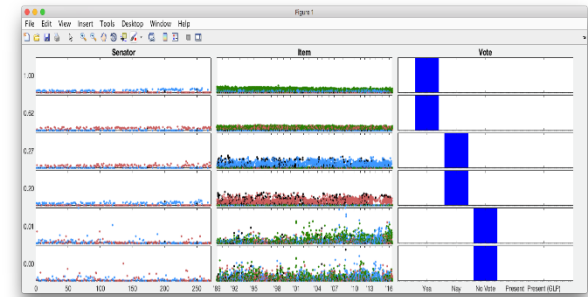 Figure 1
File Edit View Insert Tools Desktop Window Help
Senator Item Vote
1.00
0.52
0.27
0.20
0.01
0.00
0 50 100 150 200 250 '89 '92 '95 '98 '01 '04 '07 '10 '13 '16 Yea Nay No Vote Present Present (GLP)